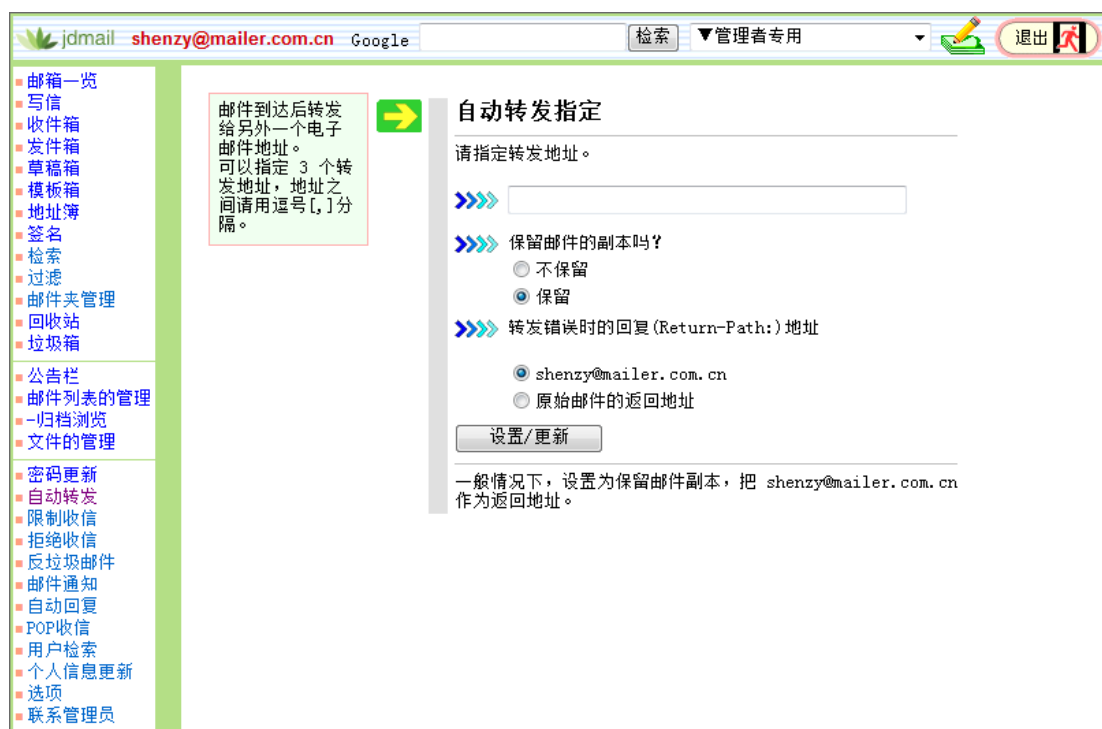 jdmail shenzy@mailer.com.cn Google 检索 ▼管理者专用 退出
邮箱一览
写信
收件箱
发件箱
草稿箱
模板箱
地址簿
签名
检索
过滤
邮件夹管理
回收站
垃圾箱
公告栏
邮件列表的管理
-归档浏览
文件的管理
密码更新
自动转发
限制收信
拒绝收信
反垃圾邮件
邮件通知
自动回复
POP收信
用户检索
个人信息更新
选项
联系管理员
邮件到达后转发
给另外一个电子
邮件地址。
可以指定 3 个转
发地址,地址之
间请用逗号[,]分
隔。
自动转发指定
请指定转发地址。
保留邮件的副本吗?
不保留
保留
转发错误时的回复(Return-Path:)地址
shenzy@mailer.com.cn
原始邮件的返回地址
设置/更新
一般情况下,设置为保留邮件副本,把 shenzy@mailer.com.cn
作为返回地址。